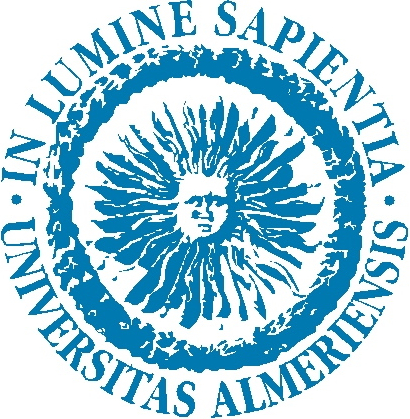 · IN LUMINE SAPIENTIA ·
UNIVERSITAS ALMERIENSIS